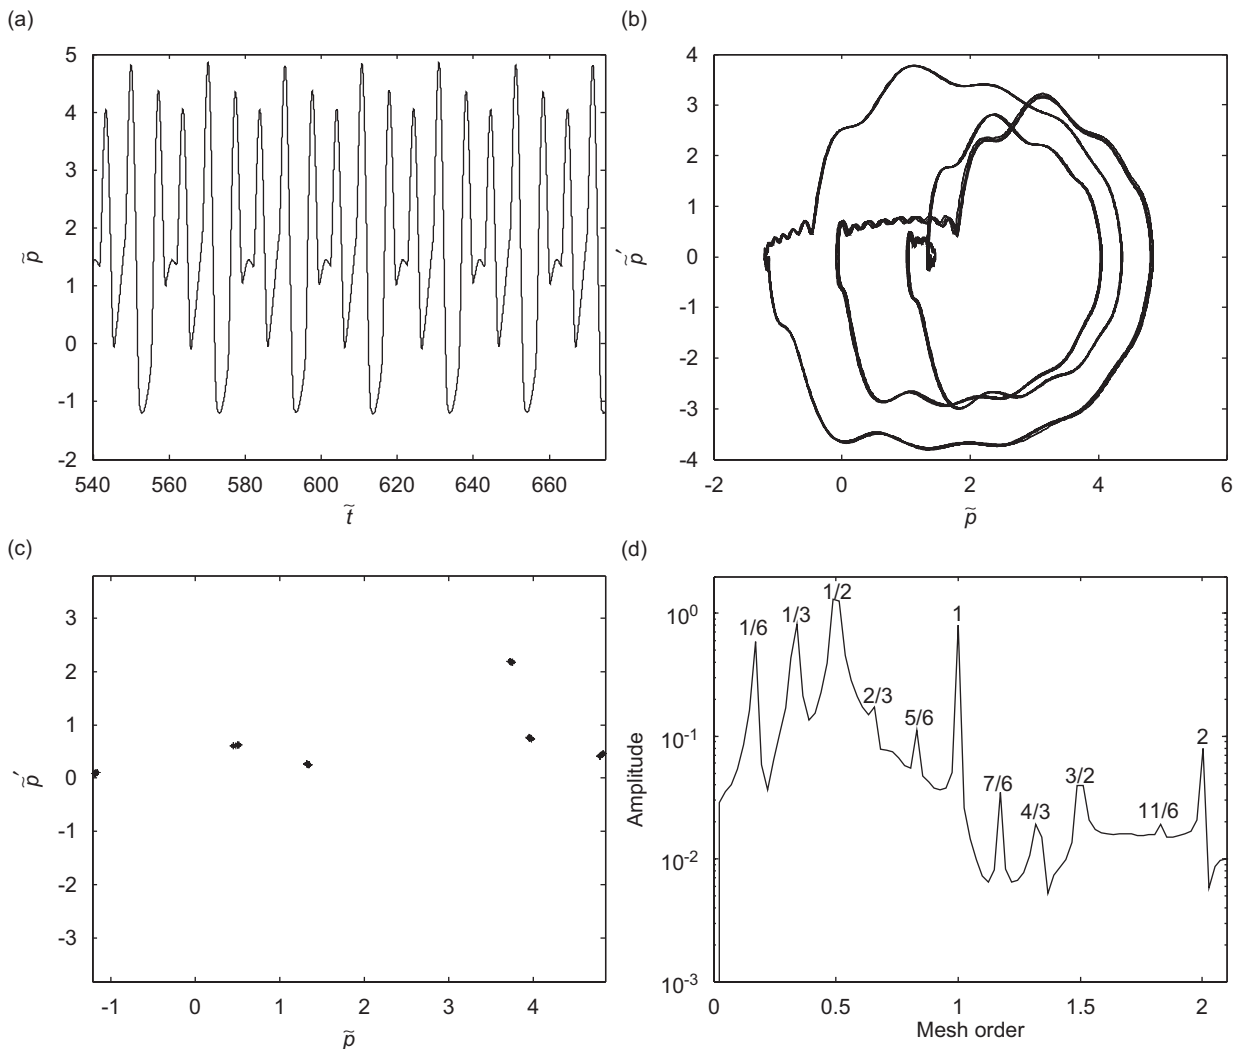 (a)
5
4
3
2
1
0
-1
-2
p̃
540 560 580 600 620 640 660
t̃
(b)
4
3
2
1
0
-1
-2
-3
-4
p̃′
-2 0 2 4 6
p̃
(c)
3
2
1
0
-1
-2
-3
p̃′
-1 0 1 2 3 4
p̃
(d)
10⁰
10⁻¹
10⁻²
10⁻³
Amplitude
1/6
1/3
1/2
2/3
5/6
1
7/6
4/3
3/2
11/6
2
0 0.5 1 1.5 2
Mesh order